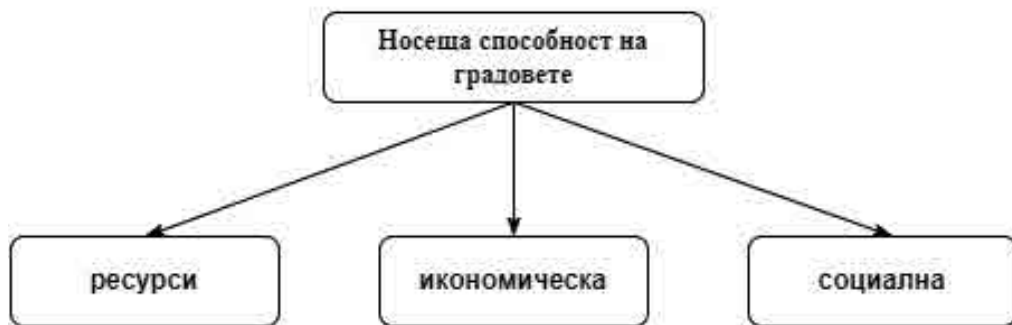 Носеща способност на
градовете
ресурси
икономическа
социална